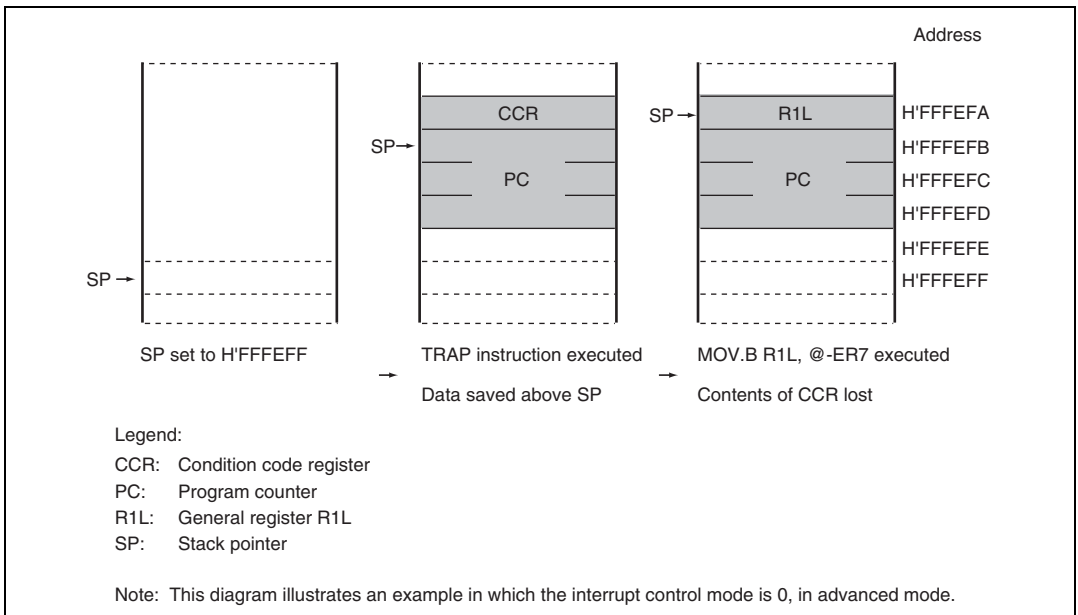 Address
CCR
R1L
H'FFFEFA
SP
SP
H'FFFEFB
PC
PC
H'FFFEFC
H'FFFEFD
H'FFFEFE
SP
H'FFFEFF
SP set to H'FFFEFF
TRAP instruction executed
MOV.B R1L, @-ER7 executed
Data saved above SP
Contents of CCR lost
Legend:
CCR: Condition code register
PC: Program counter
R1L: General register R1L
SP: Stack pointer
Note: This diagram illustrates an example in which the interrupt control mode is 0, in advanced mode.